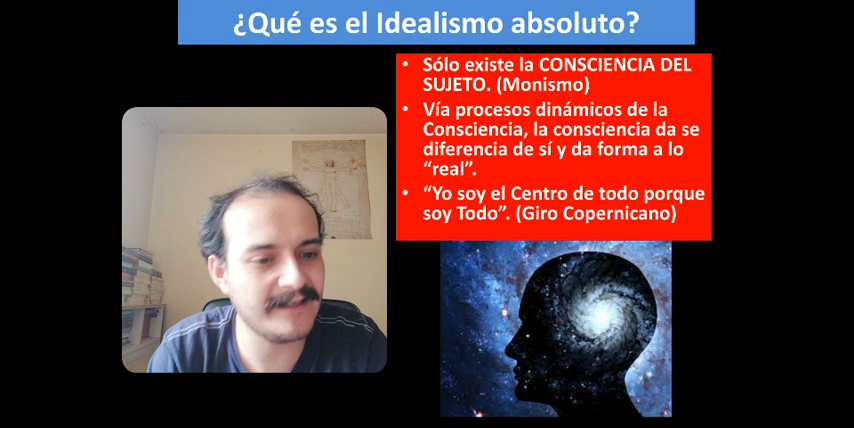 ¿Qué es el Idealismo absoluto?
• Sólo existe la CONSCIENCIA DEL
SUJETO. (Monismo)
• Vía procesos dinámicos de la
Consciencia, la consciencia da se
diferencia de sí y da forma a lo
“real”.
• “Yo soy el Centro de todo porque
soy Todo”. (Giro Copernicano)